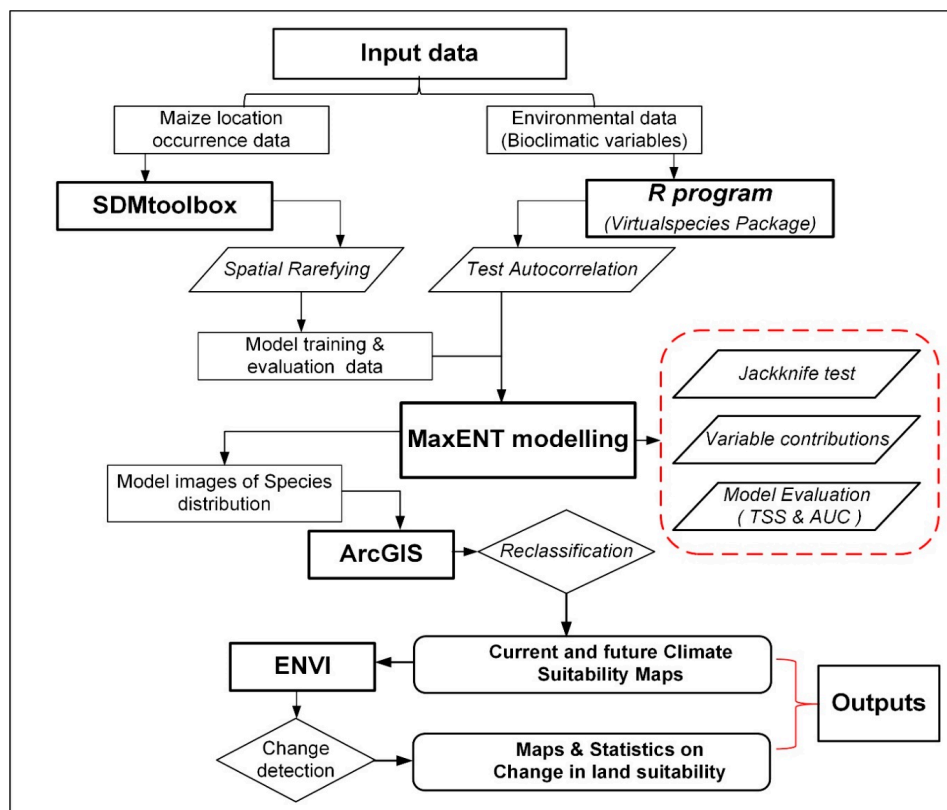 Input data
Maize location
occurrence data
Environmental data
(Bioclimatic variables)
SDMtoolbox
R program
(Virtualspecies Package)
Spatial Rarefying
Test Autocorrelation
Model training &
evaluation data
Jackknife test
MaxENT modelling
Variable contributions
Model images of Species
distribution
Model Evaluation
( TSS & AUC )
ArcGIS
Reclassification
Current and future Climate
Suitability Maps
ENVI
Outputs
Change
detection
Maps & Statistics on
Change in land suitability